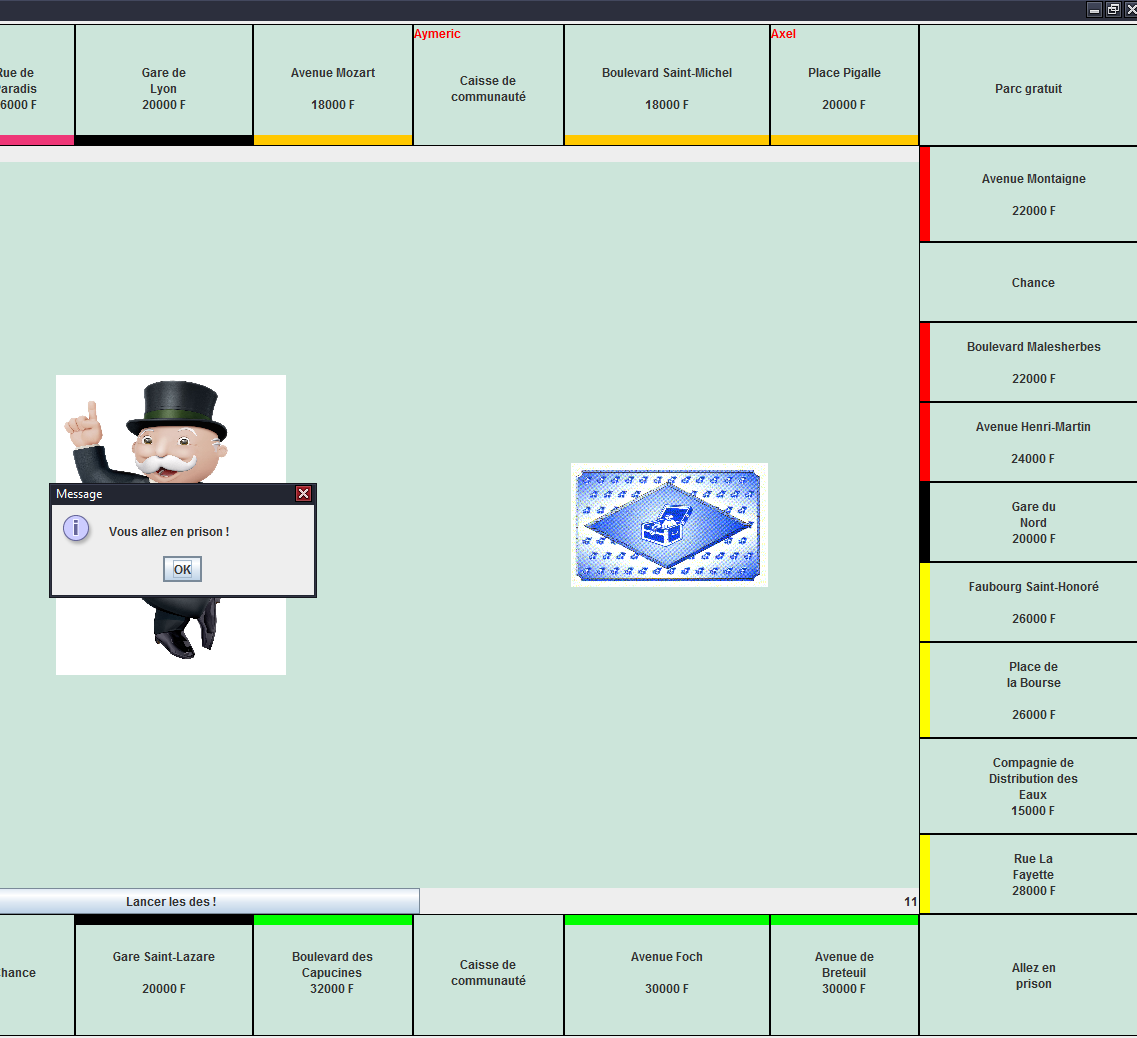 Aymeric
Axel
Rue de
Paradis
6000 F
Gare de
Lyon
20000 F
Avenue Mozart
18000 F
Caisse de
communauté
Boulevard Saint-Michel
18000 F
Place Pigalle
20000 F
Parc gratuit
Avenue Montaigne
22000 F
Chance
Boulevard Malesherbes
22000 F
Avenue Henri-Martin
24000 F
Gare du
Nord
20000 F
Faubourg Saint-Honoré
26000 F
Place de
la Bourse
26000 F
Compagnie de
Distribution des
Eaux
15000 F
Rue La
Fayette
28000 F
Message
Vous allez en prison !
OK
Lancer les des !
11
hance
Gare Saint-Lazare
20000 F
Boulevard des
Capucines
32000 F
Caisse de
communauté
Avenue Foch
30000 F
Avenue de
Breteuil
30000 F
Allez en
prison